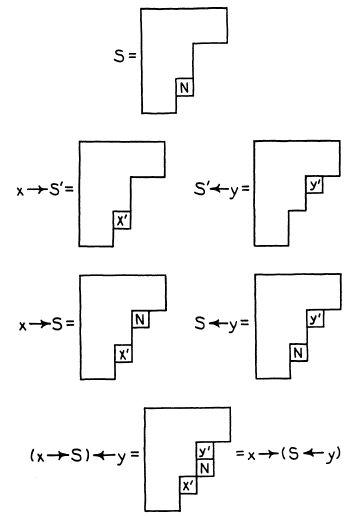 S =
N
x→S'=
x'
S'←y=
y'
x→S=
N
x'
S←y=
y'
N
(x→S)←y=
y'
N
x'
=x→(S←y)